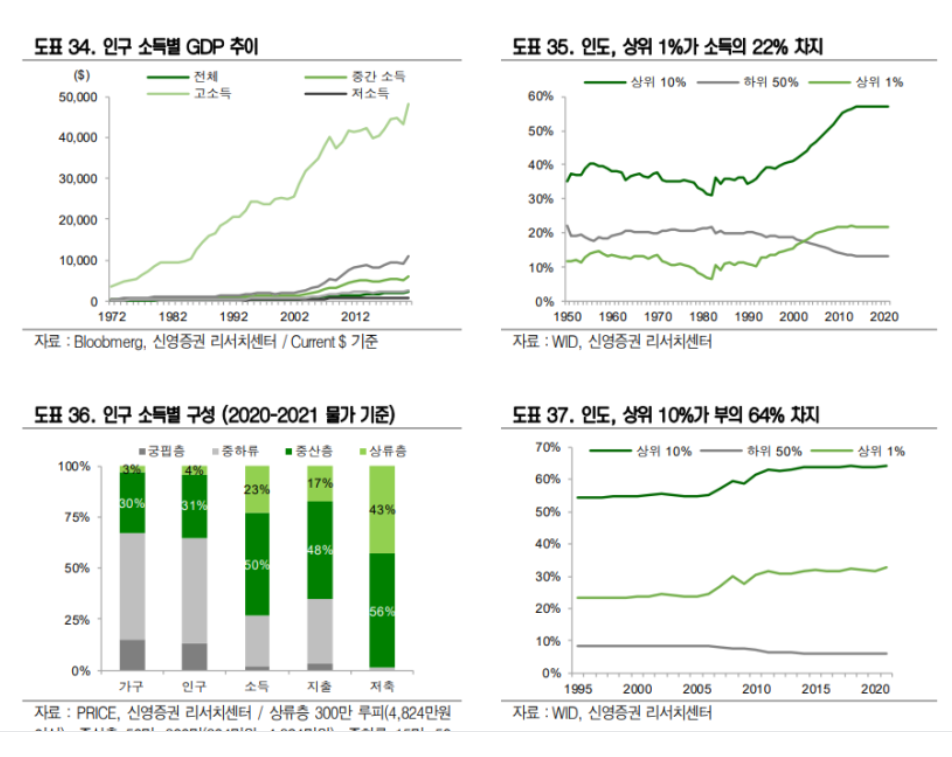 도표 34. 인구 소득별 GDP 추이
($)
전체
중간 소득
고소득
저소득
50,000
40,000
30,000
20,000
10,000
0
1972 1982 1992 2002 2012
자료 : Bloobmerg, 신영증권 리서치센터 / Current $ 기준
도표 35. 인도, 상위 1%가 소득의 22% 차지
상위 10% 하위 50% 상위 1%
60%
50%
40%
30%
20%
10%
0%
1950 1960 1970 1980 1990 2000 2010 2020
자료 : WID, 신영증권 리서치센터
도표 36. 인구 소득별 구성 (2020-2021 물가 기준)
궁핍층 중하류 중산층 상류층
100%
75%
50%
25%
0%
3% 4% 23% 17% 43%
30% 31% 50% 48% 56%
가구 인구 소득 지출 저축
자료 : PRICE, 신영증권 리서치센터 / 상류층 300만 루피(4,824만원
도표 37. 인도, 상위 10%가 부의 64% 차지
상위 10% 하위 50% 상위 1%
70%
60%
50%
40%
30%
20%
10%
0%
1995 2000 2005 2010 2015 2020
자료 : WID, 신영증권 리서치센터